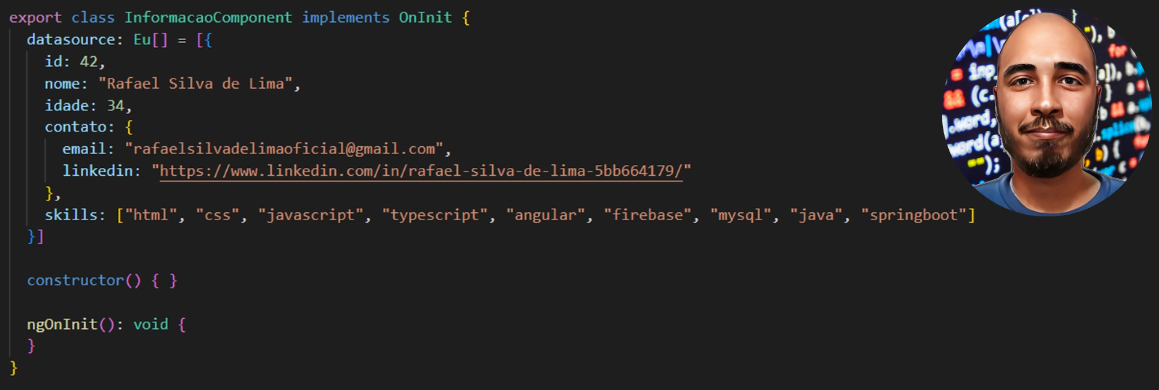 export class InformacaoComponent implements OnInit {
datasource: Eu[] = [{
id: 42,
nome: "Rafael Silva de Lima",
idade: 34,
contato: {
email: "rafaelsilvadelimaoficial@gmail.com",
linkedin: "https://www.linkedin.com/in/rafael-silva-de-lima-5bb664179/"
},
skills: ["html", "css", "javascript", "typescript", "angular", "firebase", "mysql", "java", "springboot"]
}]
constructor() { }
ngOnInit(): void {
}
}